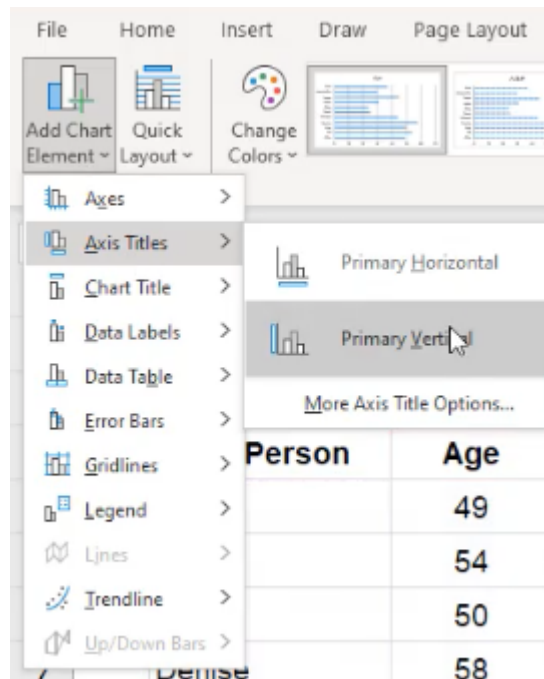 File Home Insert Draw Page Layout
Add Chart Element
Quick Layout
Change Colors
Axes
Axis Titles
Chart Title
Data Labels
Data Table
Error Bars
Gridlines
Legend
Lines
Trendline
Up/Down Bars
Primary Horizontal
Primary Vertical
More Axis Title Options...
Person Age
49
54
50
Denise 58